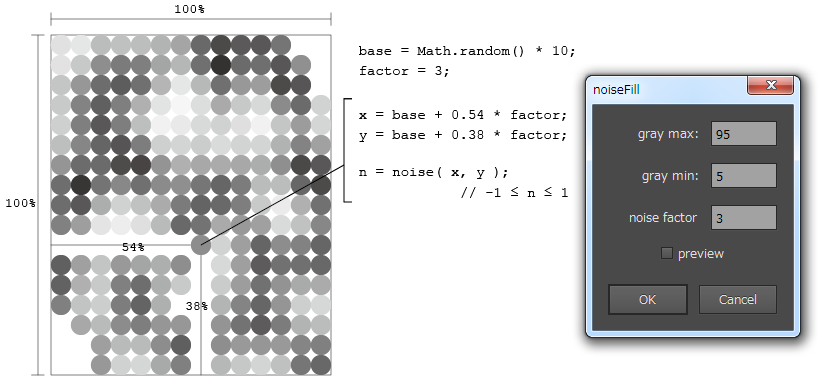 100%
base = Math.random() * 10;
factor = 3;
x = base + 0.54 * factor;
y = base + 0.38 * factor;
n = noise( x, y );
// -1 ≤ n ≤ 1
100%
54%
38%
noiseFill
gray max: 95
gray min: 5
noise factor 3
preview
OK Cancel